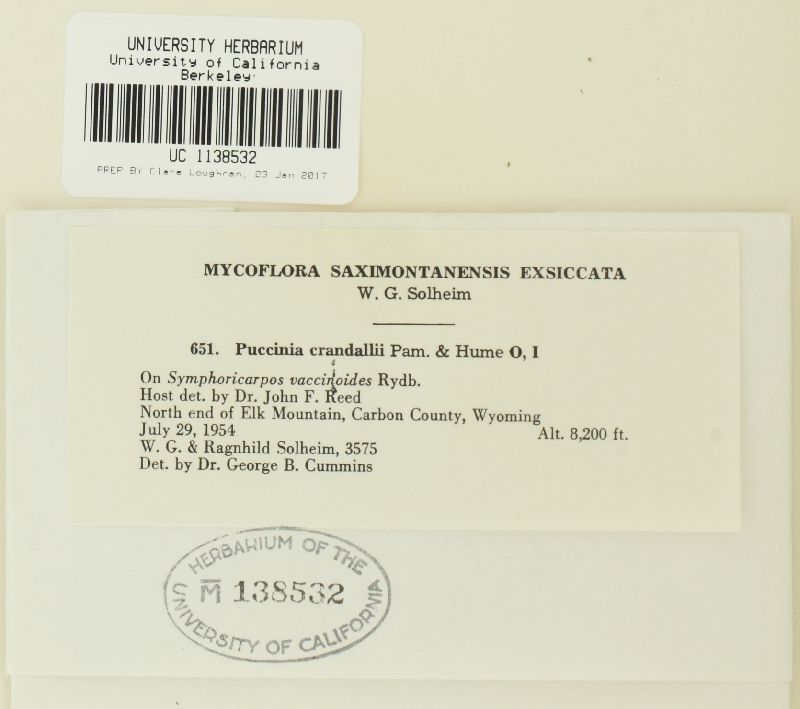 UNIVERSITY HERBARIUM
University of California
Berkeley
UC 1138532
PREP BY Clare Loughran, 23 Jan 2017
MYCOFLORA SAXIMONTANENSIS EXSICCATA
W. G. Solheim
651. Puccinia crandallii Pam. & Hume O, I
On Symphoricarpos vaccinoides Rydb.
Host det. by Dr. John F. Reed
North end of Elk Mountain, Carbon County, Wyoming
July 29, 1954 Alt. 8,200 ft.
W. G. & Ragnhild Solheim, 3575
Det. by Dr. George B. Cummins
HERBARIUM OF THE
M 138532
UNIVERSITY OF CALIFORNIA